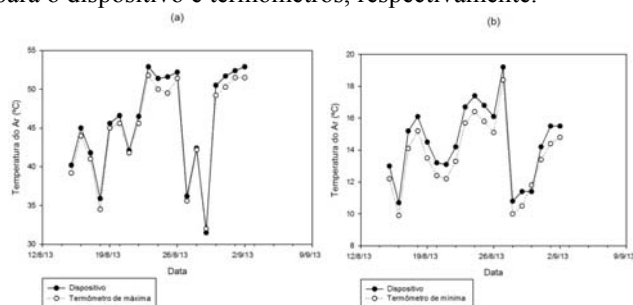 para o dispositivo e termômetros, respectivamente.
(a)
(b)
Temperatura do Ar (ºC)
55
50
45
40
35
30
12/8/13 19/8/13 26/8/13 2/9/13 9/9/13
Data
Dispositivo
Termômetro de máxima
Temperatura do Ar (ºC)
20
18
16
14
12
10
8
12/8/13 19/8/13 26/8/13 2/9/13 9/9/13
Data
Dispositivo
Termômetro de mínima